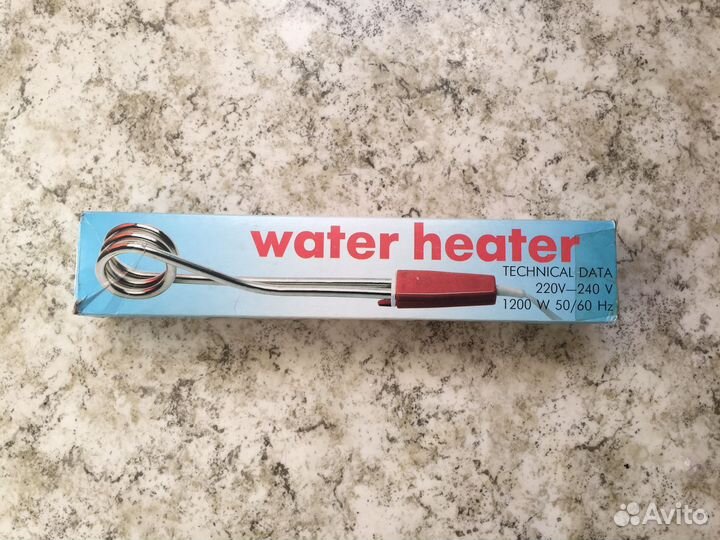 water heater
TECHNICAL DATA
220V—240 V
1200 W 50/60 Hz
Avito